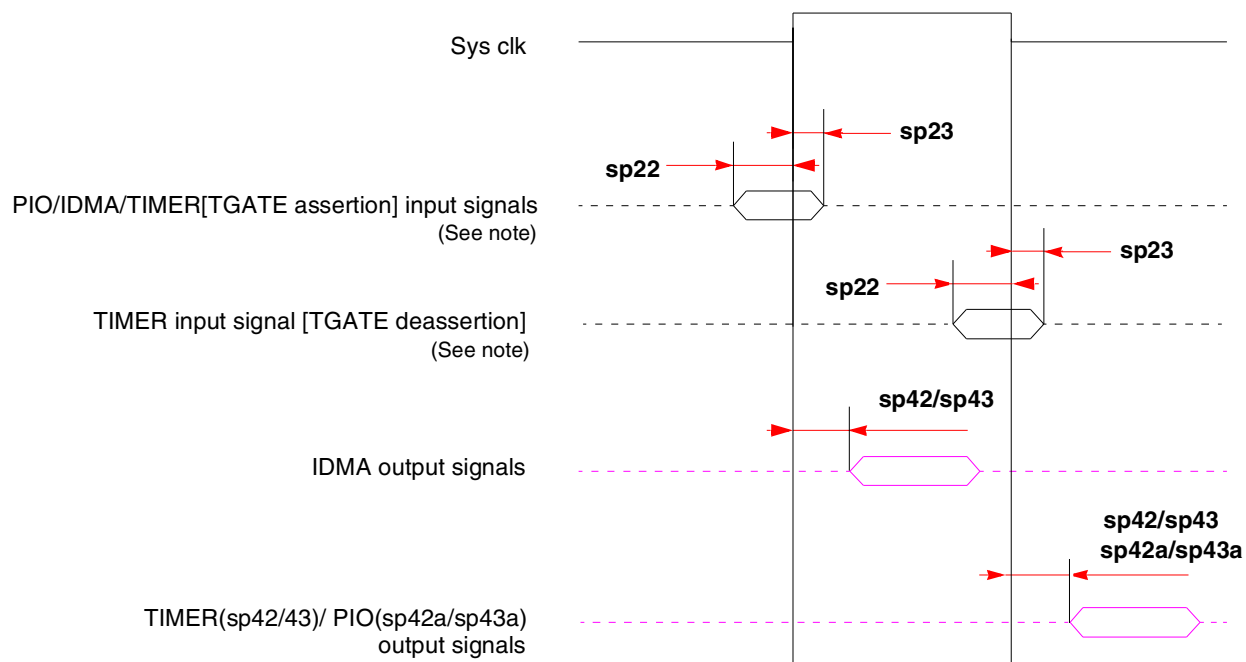 Sys clk
sp23
sp22
PIO/IDMA/TIMER[TGATE assertion] input signals
(See note)
sp23
sp22
TIMER input signal [TGATE deassertion]
(See note)
sp42/sp43
IDMA output signals
sp42/sp43
sp42a/sp43a
TIMER(sp42/43)/ PIO(sp42a/sp43a)
output signals